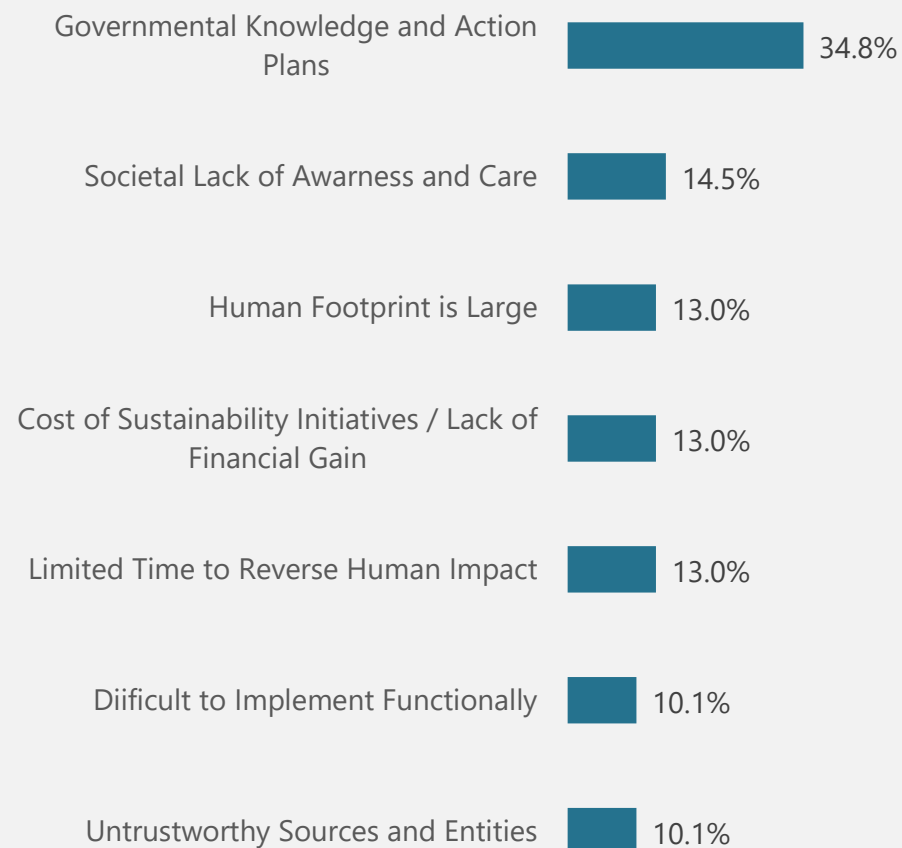 Governmental Knowledge and Action
Plans
34.8%
Societal Lack of Awarness and Care
14.5%
Human Footprint is Large
13.0%
Cost of Sustainability Initiatives / Lack of
Financial Gain
13.0%
Limited Time to Reverse Human Impact
13.0%
Diificult to Implement Functionally
10.1%
Untrustworthy Sources and Entities
10.1%